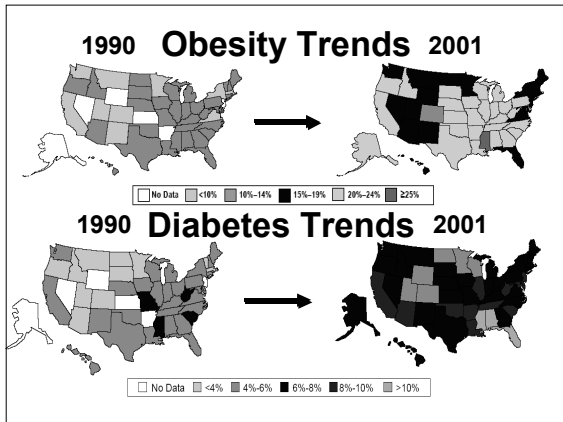 1990 Obesity Trends 2001
No Data <10% 10%–14% 15%–19% 20%–24% ≥25%
1990 Diabetes Trends 2001
No Data <4% 4%-6% 6%-8% 8%-10% >10%